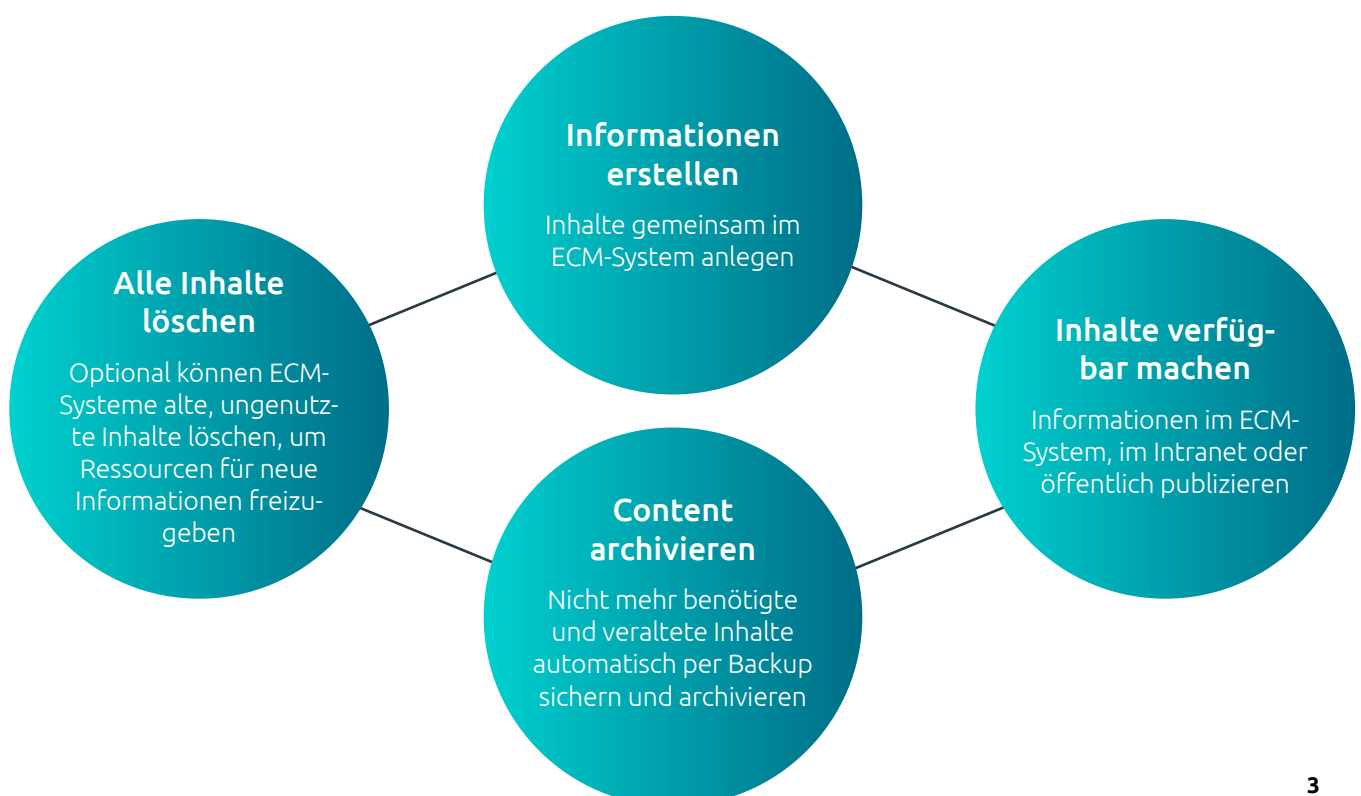 Informationen
erstellen
Inhalte gemeinsam im
ECM-System anlegen
Alle Inhalte
löschen
Optional können ECM-
Systeme alte, ungenutz-
te Inhalte löschen, um
Ressourcen für neue
Informationen freizu-
geben
Inhalte verfüg-
bar machen
Informationen im ECM-
System, im Intranet oder
öffentlich publizieren
Content
archivieren
Nicht mehr benötigte
und veraltete Inhalte
automatisch per Backup
sichern und archivieren
3